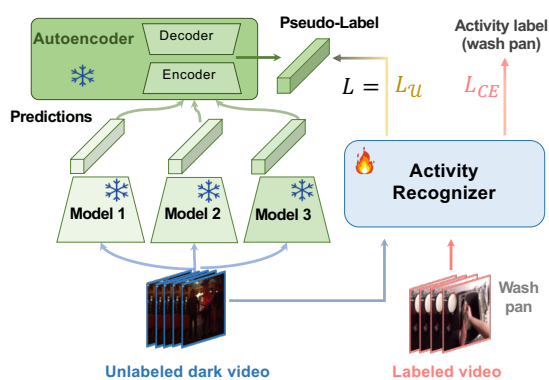 Pseudo-Label
Activity label
(wash pan)
Autoencoder
Decoder
Encoder
L = L_U
L_CE
Predictions
Activity
Recognizer
Model 1
Model 2
Model 3
Wash
pan
Unlabeled dark video
Labeled video